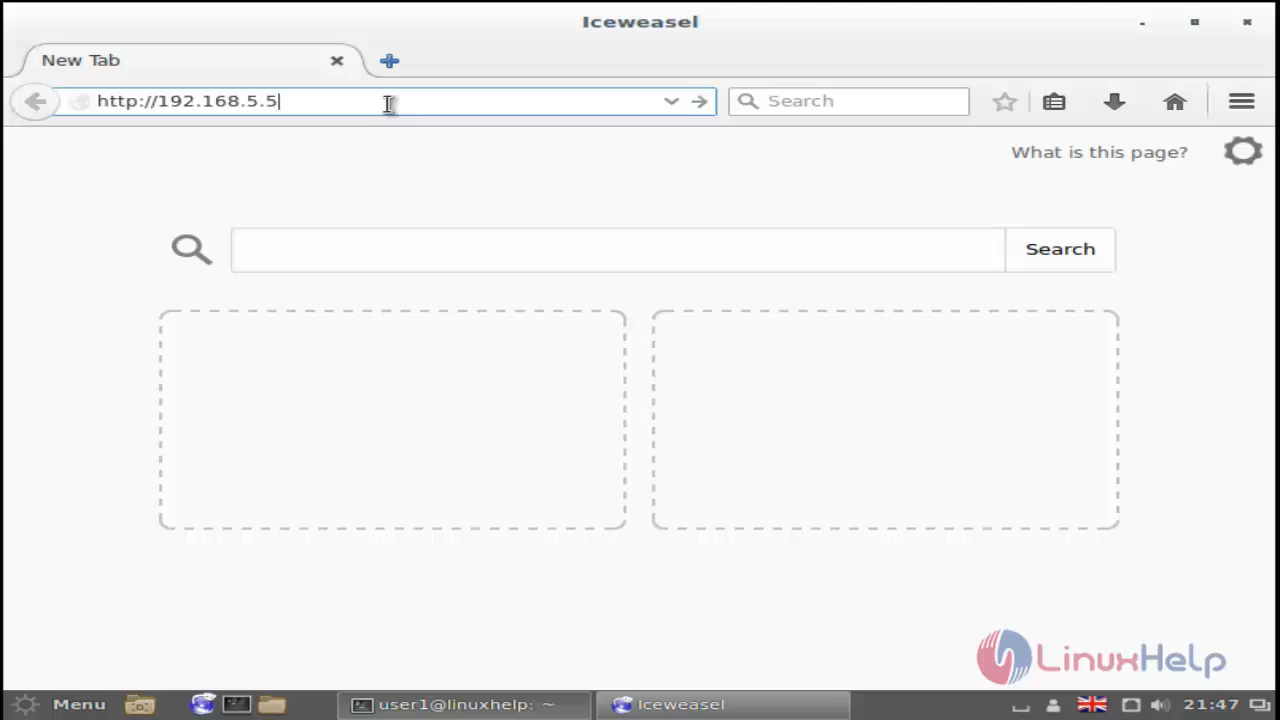 Iceweasel
New Tab
http://192.168.5.5
Search
What is this page?
Search
LinuxHelp
Menu
user1@linuxhelp: ~
Iceweasel
21:47